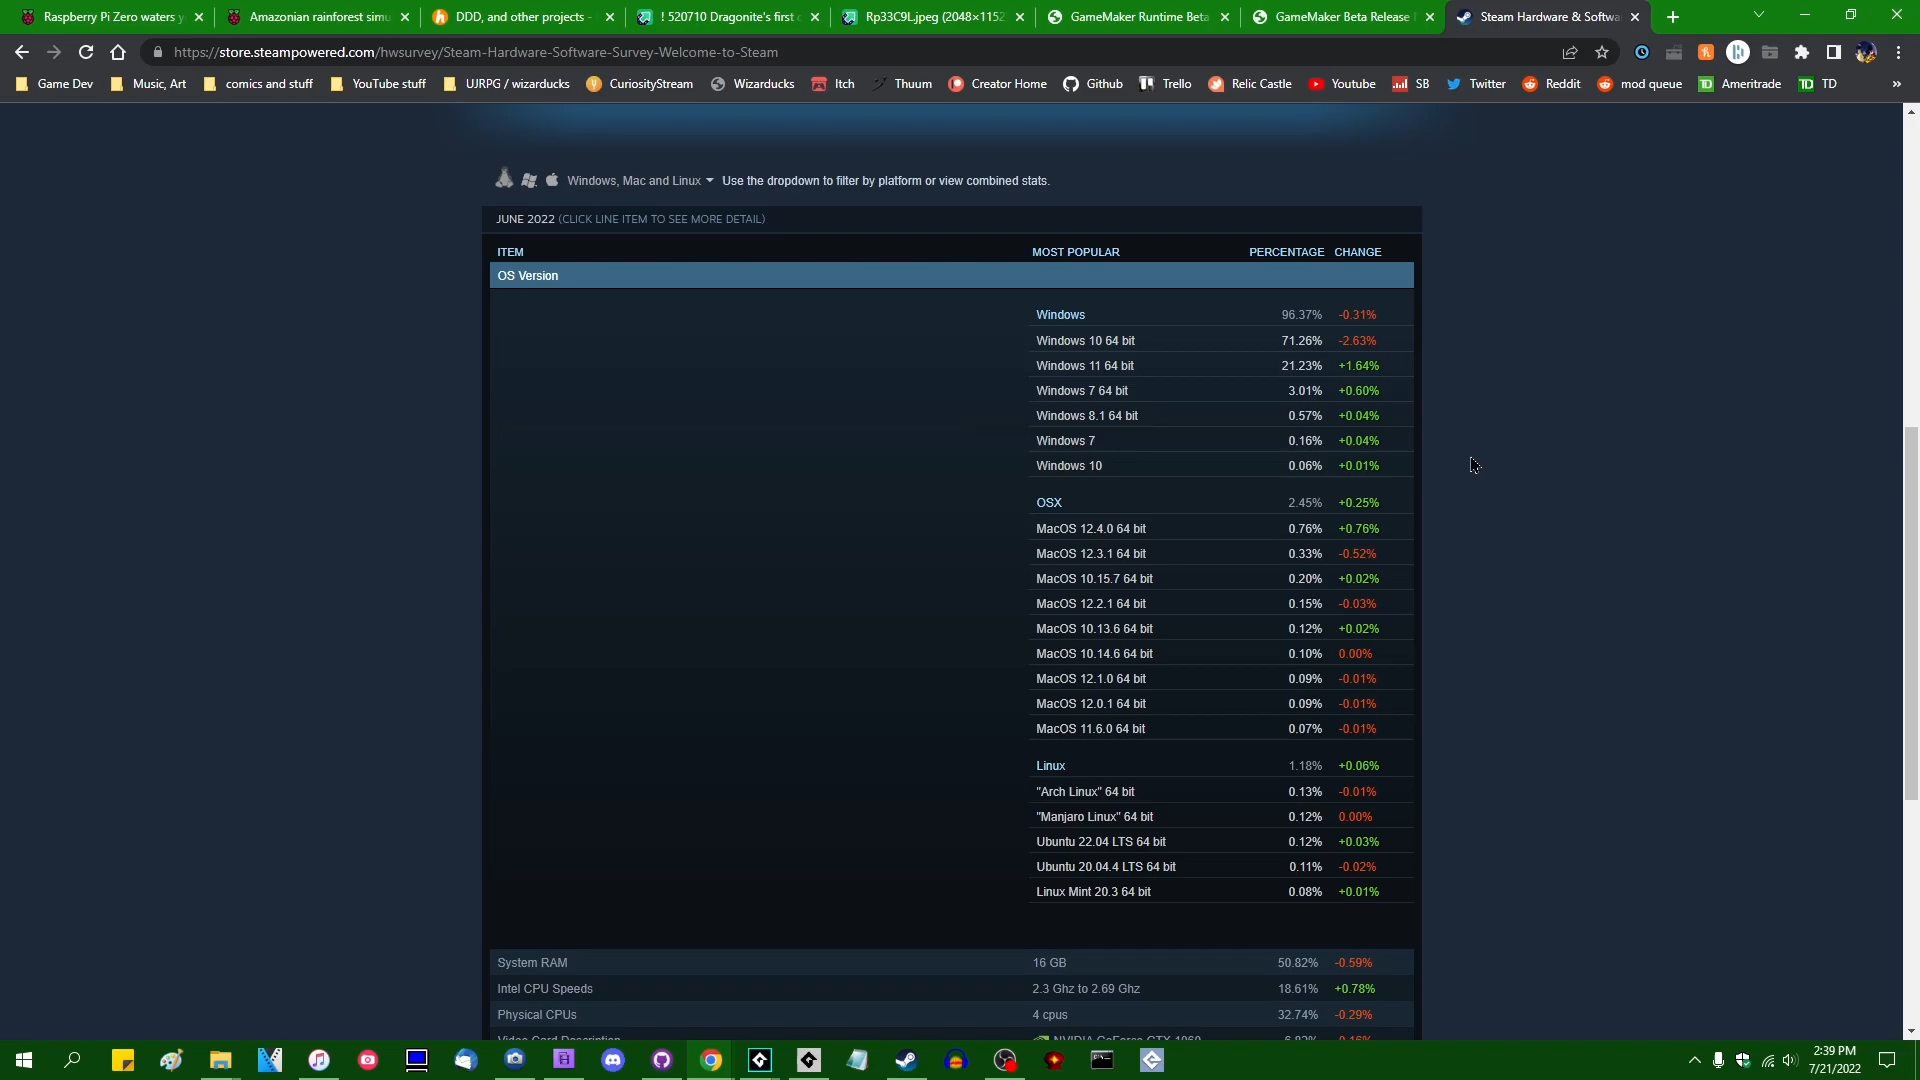 Raspberry Pi Zero waters y
Amazonian rainforest simu
DDD, and other projects -
! 520710 Dragonite's first c
Rp33C9L.jpeg (2048×1152
GameMaker Runtime Beta
GameMaker Beta Release
Steam Hardware & Softwa
https://store.steampowered.com/hwsurvey/Steam-Hardware-Software-Survey-Welcome-to-Steam
Game Dev
Music, Art
comics and stuff
YouTube stuff
UJRPG / wizarducks
CuriosityStream
Wizarducks
Itch
Thuum
Creator Home
Github
Trello
Relic Castle
Youtube
SB
Twitter
Reddit
mod queue
Ameritrade
TD
Windows, Mac and Linux Use the dropdown to filter by platform or view combined stats.
JUNE 2022 (CLICK LINE ITEM TO SEE MORE DETAIL)
ITEM MOST POPULAR PERCENTAGE CHANGE
OS Version
Windows 96.37% -0.31%
Windows 10 64 bit 71.26% -2.63%
Windows 11 64 bit 21.23% +1.64%
Windows 7 64 bit 3.01% +0.60%
Windows 8.1 64 bit 0.57% +0.04%
Windows 7 0.16% +0.04%
Windows 10 0.06% +0.01%
OSX 2.45% +0.25%
MacOS 12.4.0 64 bit 0.76% +0.76%
MacOS 12.3.1 64 bit 0.33% -0.52%
MacOS 10.15.7 64 bit 0.20% +0.02%
MacOS 12.2.1 64 bit 0.15% -0.03%
MacOS 10.13.6 64 bit 0.12% +0.02%
MacOS 10.14.6 64 bit 0.10% 0.00%
MacOS 12.1.0 64 bit 0.09% -0.01%
MacOS 12.0.1 64 bit 0.09% -0.01%
MacOS 11.6.0 64 bit 0.07% -0.01%
Linux 1.18% +0.06%
"Arch Linux" 64 bit 0.13% -0.01%
"Manjaro Linux" 64 bit 0.12% 0.00%
Ubuntu 22.04 LTS 64 bit 0.12% +0.03%
Ubuntu 20.04.4 LTS 64 bit 0.11% -0.02%
Linux Mint 20.3 64 bit 0.08% +0.01%
System RAM 16 GB 50.82% -0.59%
Intel CPU Speeds 2.3 Ghz to 2.69 Ghz 18.61% +0.78%
Physical CPUs 4 cpus 32.74% -0.29%
Video Card Description NVIDIA GeForce GTX 1060
2:39 PM
7/21/2022